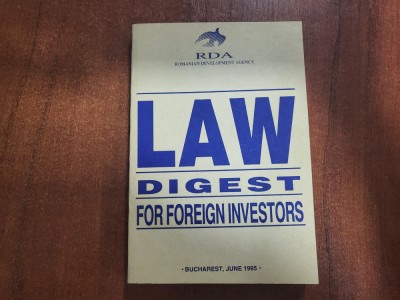 RDA
ROMANIAN DEVELOPMENT AGENCY
LAW
DIGEST
FOR FOREIGN INVESTORS
· BUCHAREST, JUNE 1995 ·